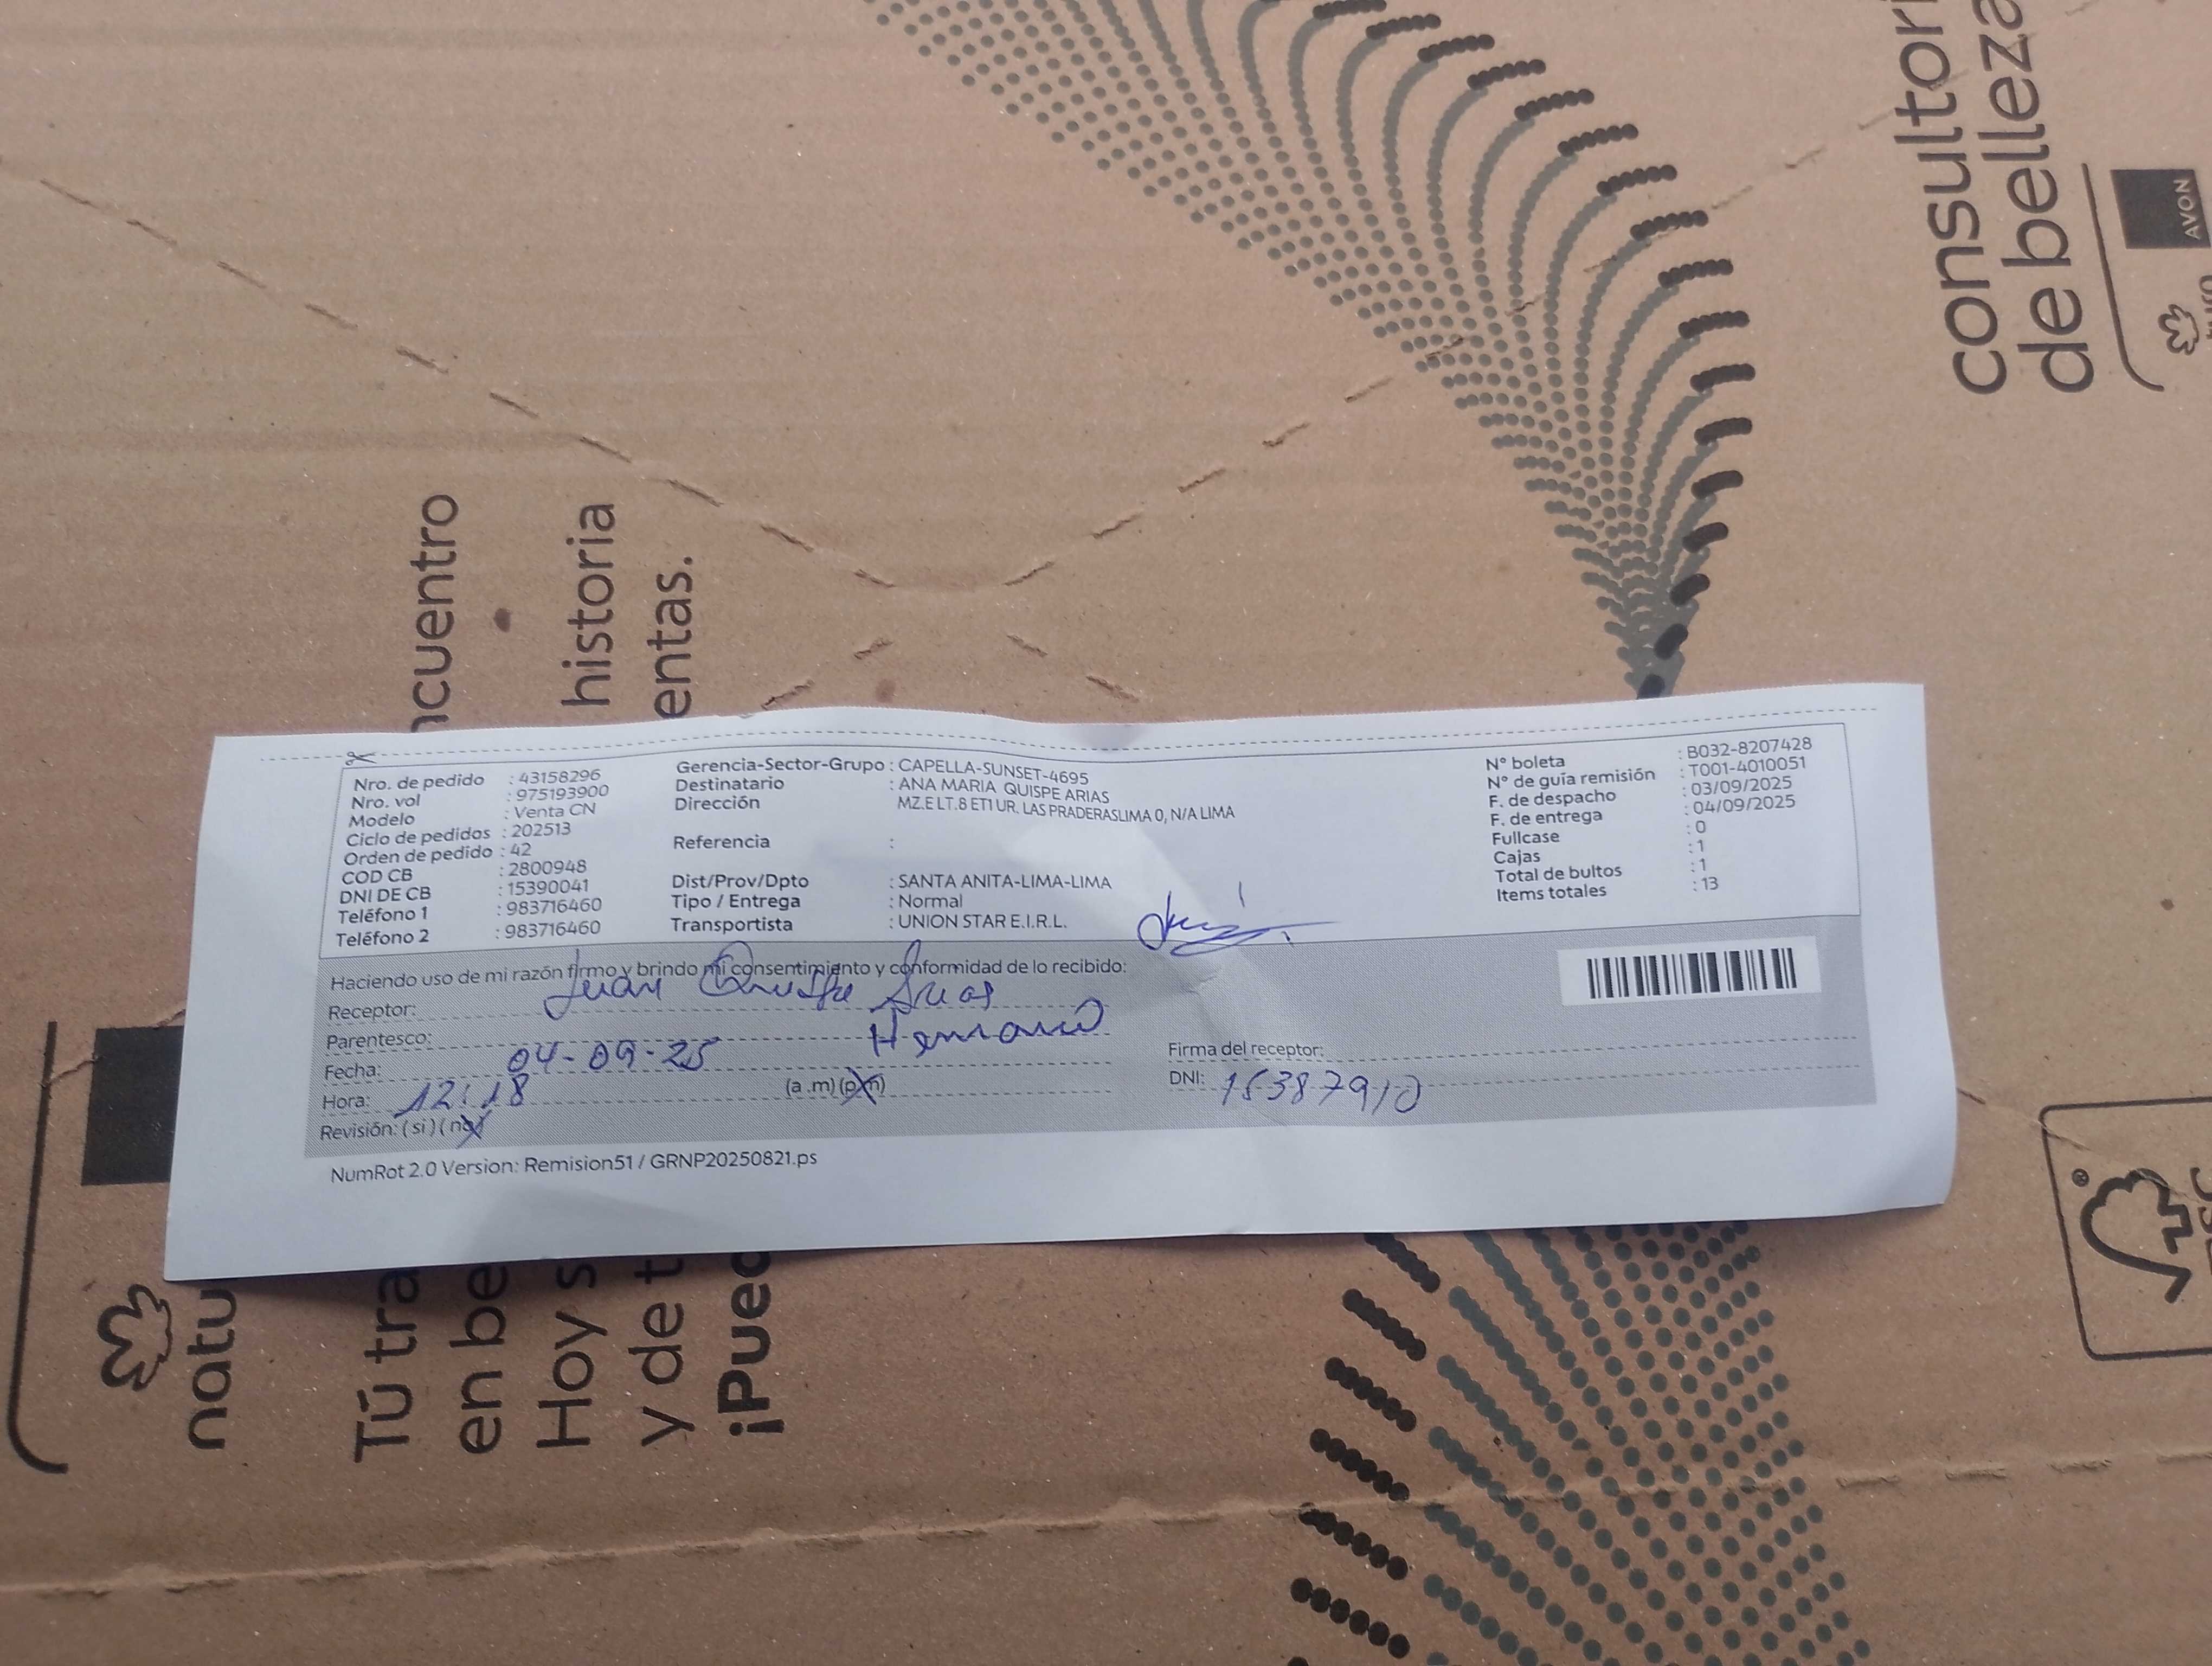 consultorí
de belleza
AVON
ncuentro
historia
entas.
Nro. de pedido : 43158296
Nro. vol : 975193900
Modelo : Venta CN
Ciclo de pedidos : 202513
Orden de pedido : 42
COD CB : 2800948
DNI DE CB : 15390041
Teléfono 1 : 983716460
Teléfono 2 : 983716460
Gerencia-Sector-Grupo : CAPELLA-SUNSET-4695
Destinatario : ANA MARIA QUISPE ARIAS
Dirección MZ.E LT.8 ET1 UR. LAS PRADERASLIMA 0, N/A LIMA
Referencia :
Dist/Prov/Dpto : SANTA ANITA-LIMA-LIMA
Tipo / Entrega : Normal
Transportista : UNION STAR E.I.R.L.
N° boleta : B032-8207428
N° de guía remisión : T001-4010051
F. de despacho : 03/09/2025
F. de entrega : 04/09/2025
Fullcase : 0
Cajas : 1
Total de bultos : 1
Items totales : 13
Haciendo uso de mi razón firmo y brindo mi consentimiento y conformidad de lo recibido:
Receptor: Juan Quispe Arias
Parentesco: Hermano
Fecha: 04-09-25
Hora: 12:18 (a .m) (p.m)
Revisión: ( si ) ( no )
Firma del receptor:
DNI: 15387910
NumRot 2.0 Version: Remision51 / GRNP20250821.ps
natu
Tú tra
en be
Hoy s
y de t
¡Pued